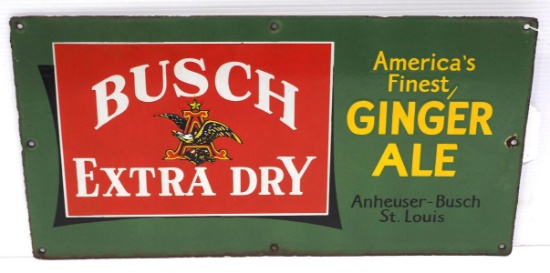 BUSCH
A
EXTRA DRY
America's
Finest
GINGER
ALE
Anheuser-Busch
St. Louis